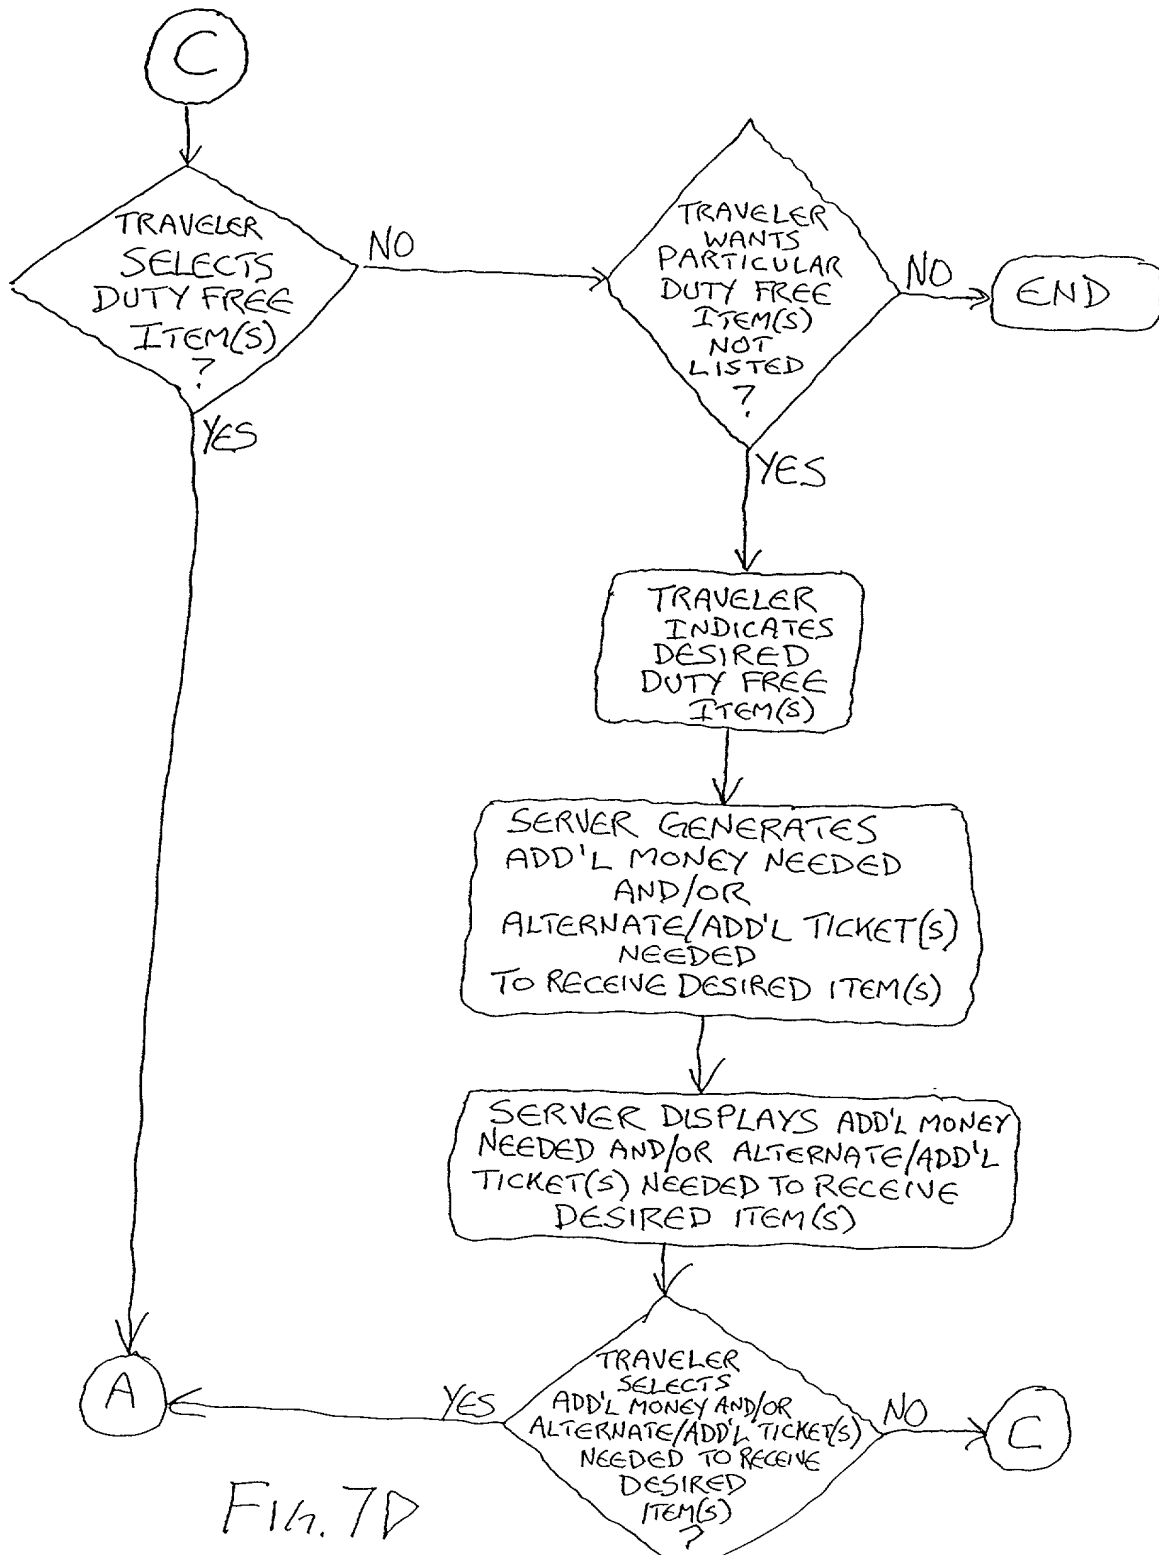 C
TRAVELER
SELECTS
DUTY FREE
ITEM(S)
?
NO
YES
TRAVELER
WANTS
PARTICULAR
DUTY FREE
ITEM(S)
NOT
LISTED
?
NO
END
YES
TRAVELER
INDICATES
DESIRED
DUTY FREE
ITEM(S)
SERVER GENERATES
ADD'L MONEY NEEDED
AND/OR
ALTERNATE/ADD'L TICKET(S)
NEEDED
TO RECEIVE DESIRED ITEM(S)
SERVER DISPLAYS ADD'L MONEY
NEEDED AND/OR ALTERNATE/ADD'L
TICKET(S) NEEDED TO RECEIVE
DESIRED ITEM(S)
TRAVELER
SELECTS
ADD'L MONEY AND/OR
ALTERNATE/ADD'L TICKET(S)
NEEDED TO RECEIVE
DESIRED
ITEM(S)
?
YES
A
NO
C
FIG. 7D